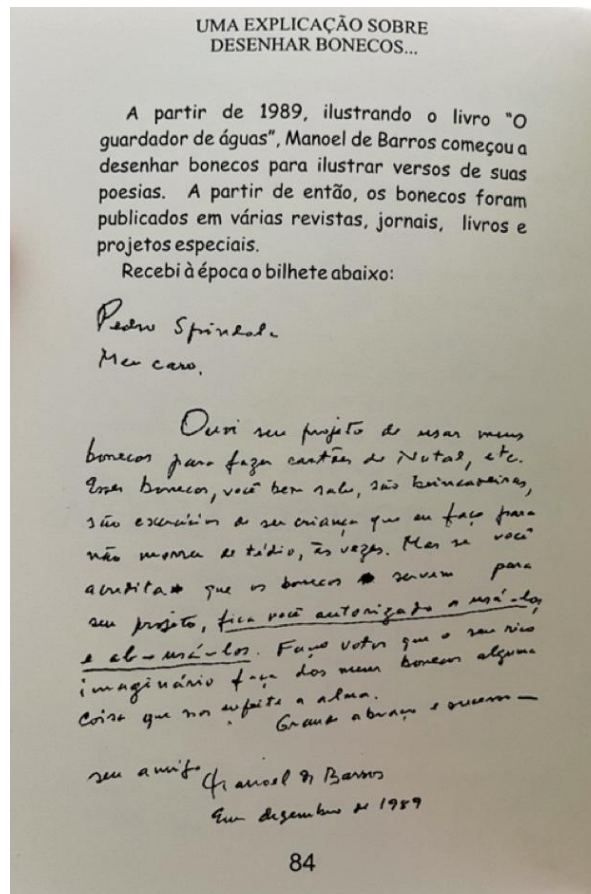 UMA EXPLICAÇÃO SOBRE
DESENHAR BONECOS...
A partir de 1989, ilustrando o livro "O
guardador de águas", Manoel de Barros começou a
desenhar bonecos para ilustrar versos de suas
poesias. A partir de então, os bonecos foram
publicados em várias revistas, jornais, livros e
projetos especiais.
Recebi à época o bilhete abaixo:
Pedro Spindola
Meu caro,
Ouvi seu projeto de usar meus
bonecos para fazer cartões de Natal, etc.
Esses bonecos, você bem sabe, são brincadeiras,
são exercícios de ser criança que eu faço para
não morrer de tédio, às vezes. Mas se você
acredita que os bonecos servem para
seu projeto, fica você autorizado a usá-los,
e ab-usá-los. Faço votos que o seu rico
imaginário faça dos meus bonecos alguma
coisa que nos enfeite a alma.
Grande abraço e
seu amigo Manoel de Barros
Em dezembro de 1989
84